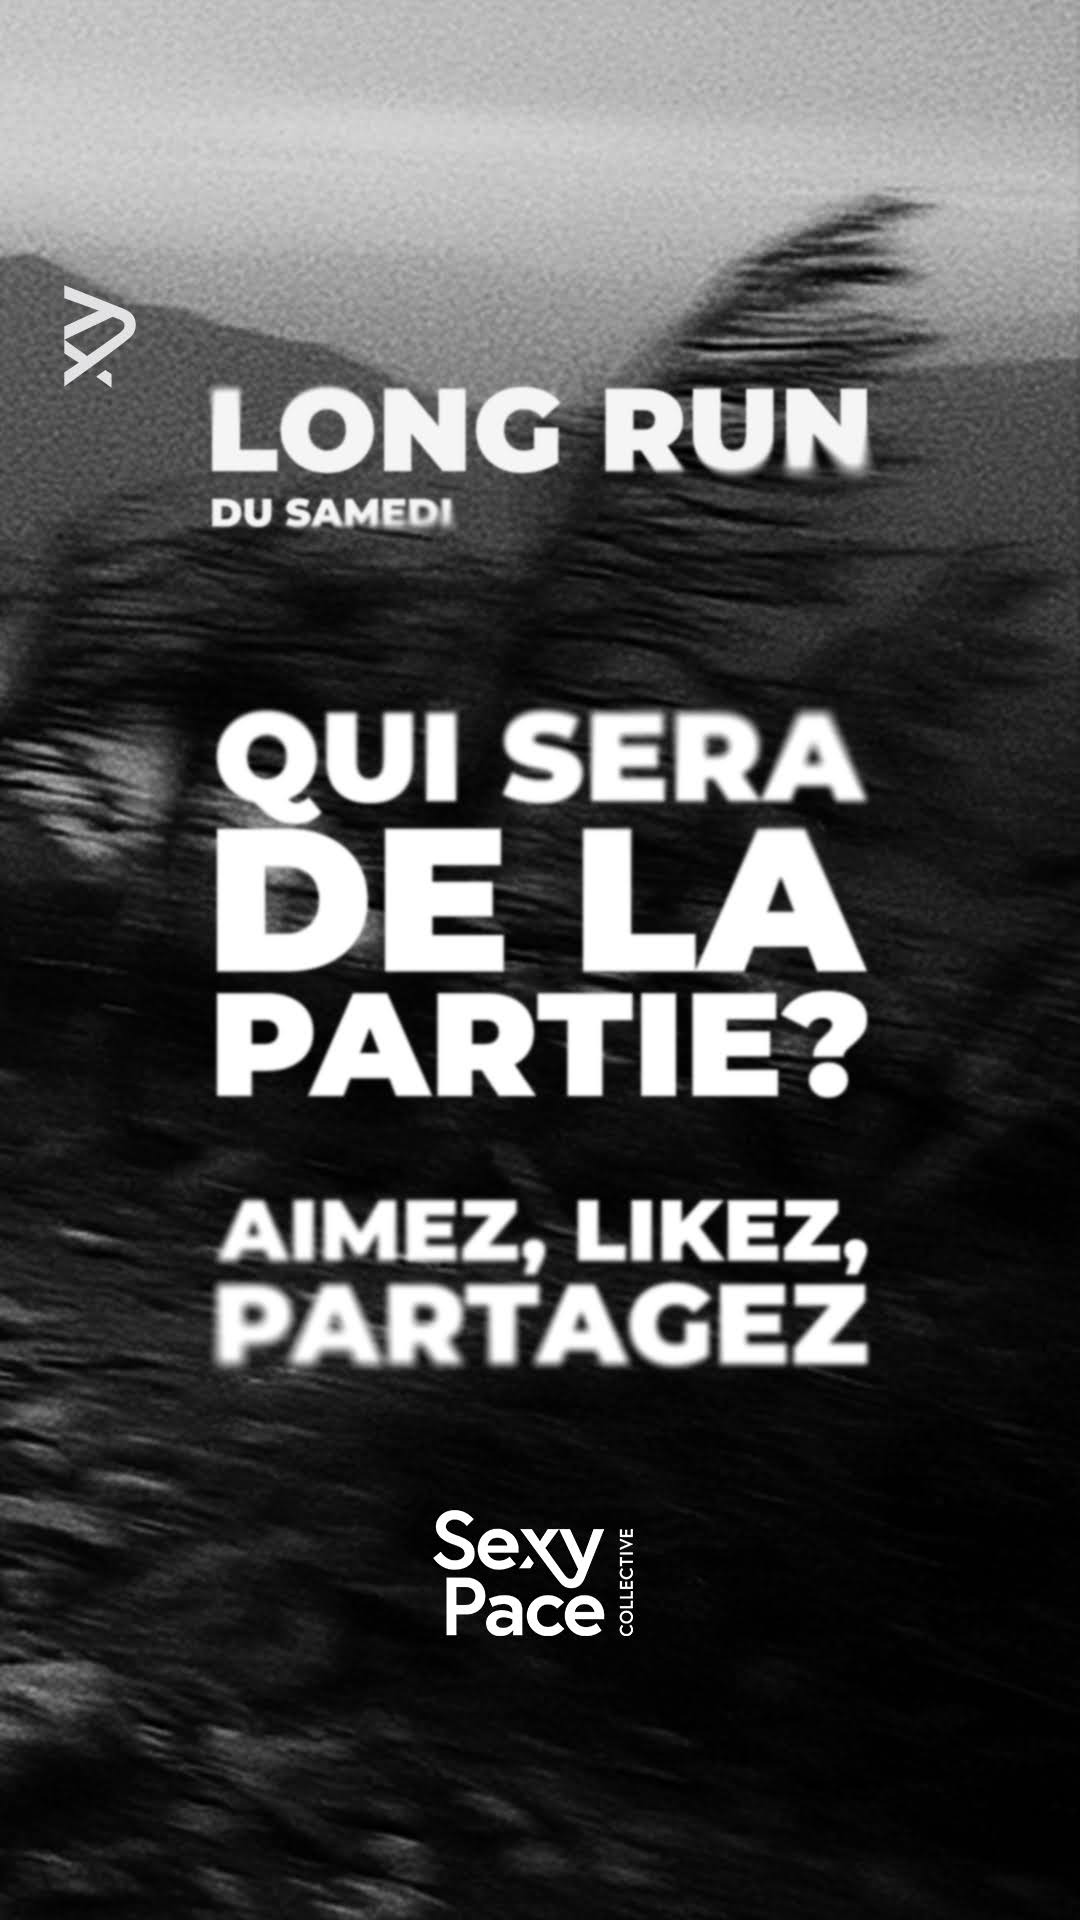 LONG RUN
DU SAMEDI
QUI SERA
DE LA
PARTIE?
AIMEZ, LIKEZ,
PARTAGEZ
Sexy
Pace
COLLECTIVE